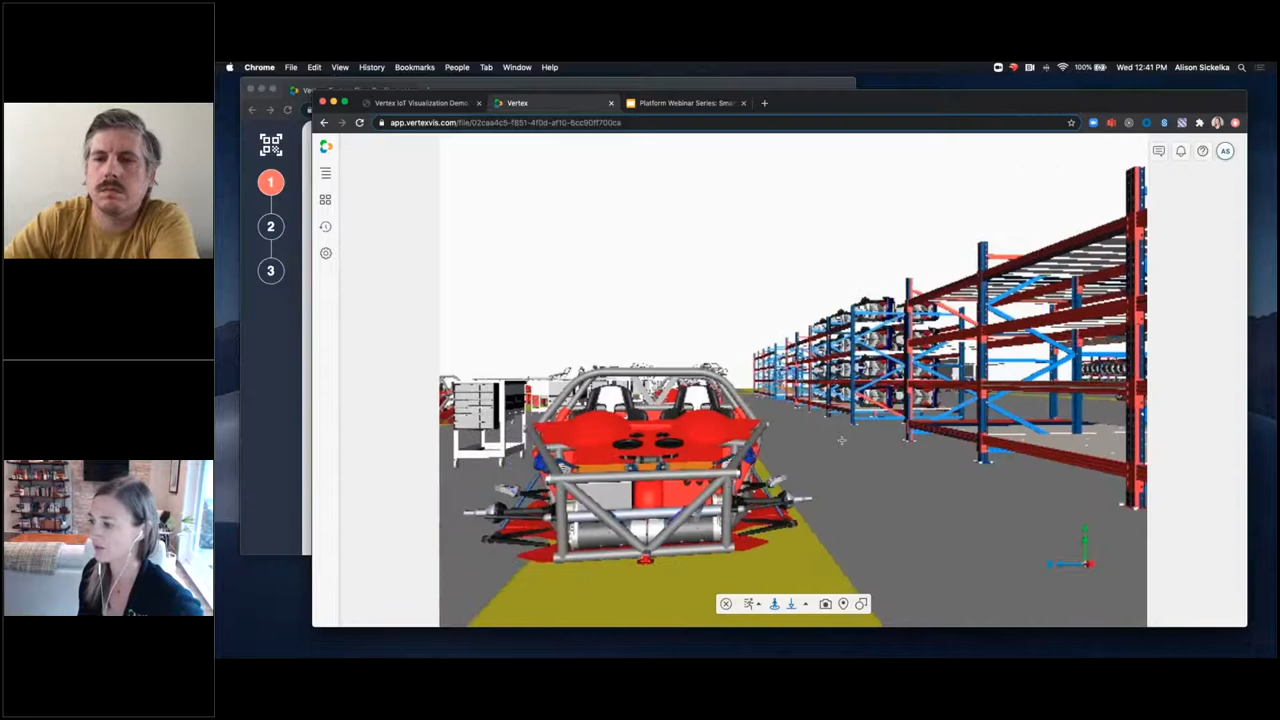 Chrome File Edit View History Bookmarks People Tab Window Help
100% Wed 12:41 PM Alison Sickelka
Vertex IoT Visualization Demo
Vertex
Platform Webinar Series: Sma
app.vertexvis.com/file/02caa4c5-f851-4f0d-af10-6cc90ff700ca
AS
1
2
3